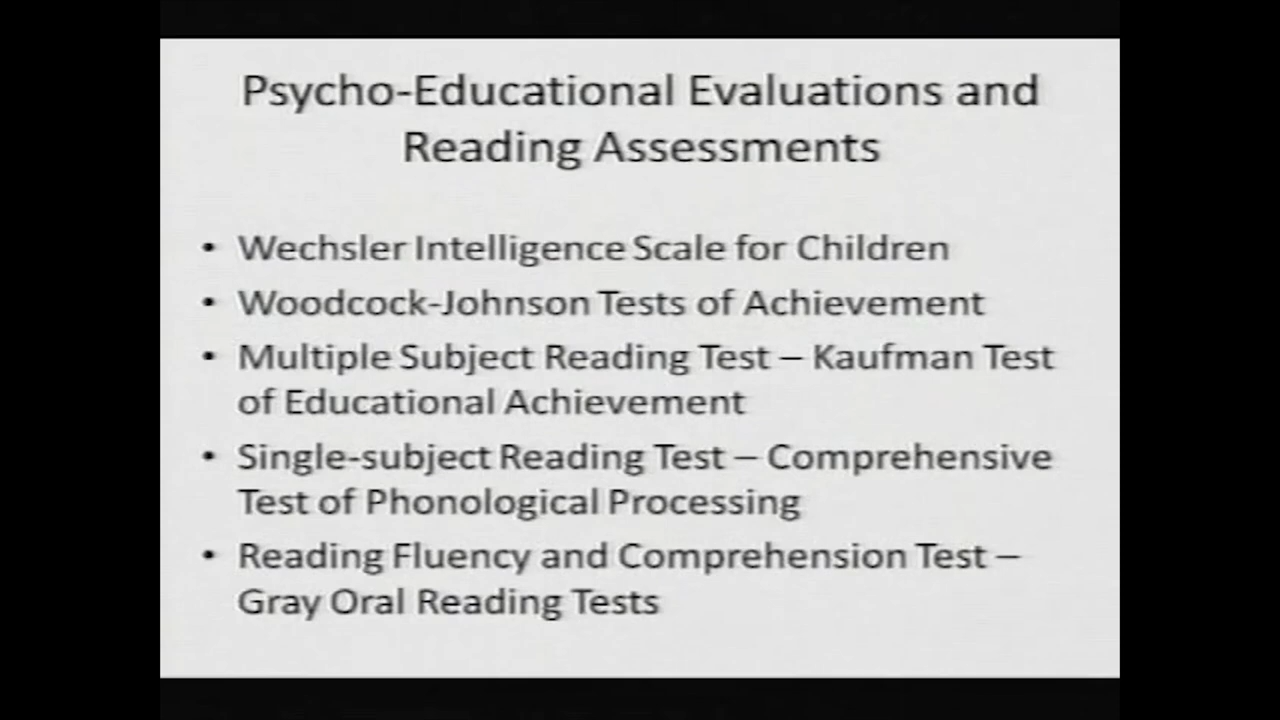 Psycho-Educational Evaluations and
Reading Assessments
• Wechsler Intelligence Scale for Children
• Woodcock-Johnson Tests of Achievement
• Multiple Subject Reading Test – Kaufman Test
of Educational Achievement
• Single-subject Reading Test – Comprehensive
Test of Phonological Processing
• Reading Fluency and Comprehension Test –
Gray Oral Reading Tests